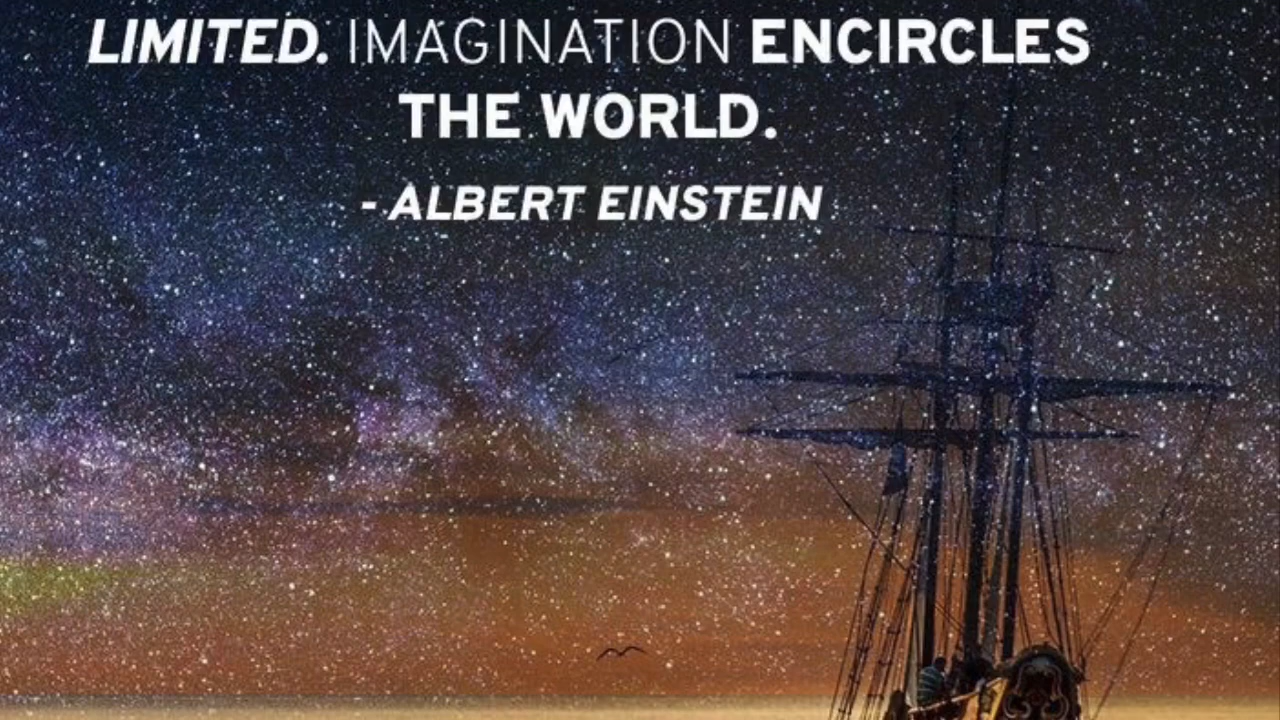 LIMITED. IMAGINATION ENCIRCLES
THE WORLD.
- ALBERT EINSTEIN